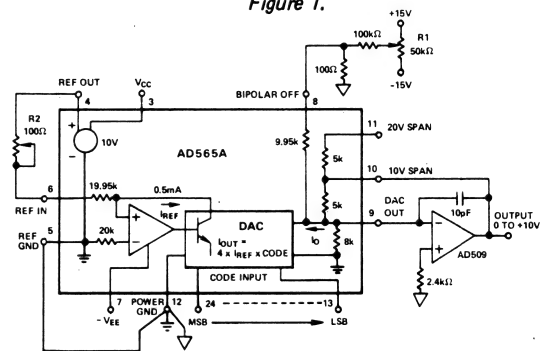 Figure 1.
+15V
100kΩ
R1
50kΩ
100Ω
-15V
REF OUT
VCC
BIPOLAR OFF
4
3
8
R2
100Ω
11
20V SPAN
+
10V
-
9.95k
5k
AD565A
10
10V SPAN
6
19.95k
0.5mA
5k
REF IN
IREF
DAC
DAC
OUT
9
10pF
OUTPUT
0 TO +10V
5
REF
GND
20k
+
-
IOUT =
4 x IREF x CODE
IO
8k
-
+
AD509
CODE INPUT
2.4kΩ
7
POWER
GND
12
24
13
-VEE
MSB
LSB